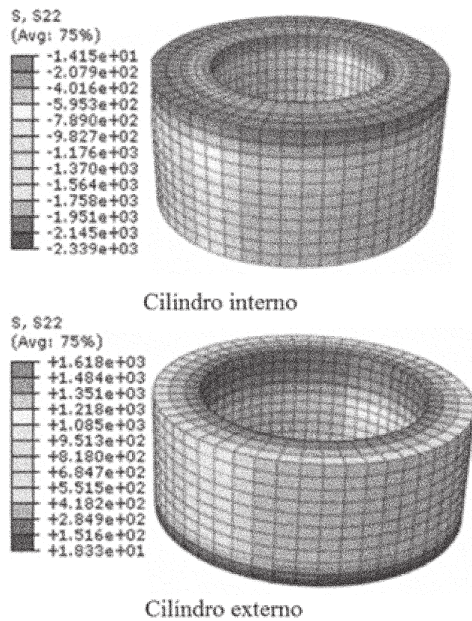 S, S22
(Avg: 75%)
-1.415e+01
-2.079e+02
-4.016e+02
-5.953e+02
-7.890e+02
-9.827e+02
-1.176e+03
-1.370e+03
-1.564e+03
-1.758e+03
-1.951e+03
-2.145e+03
-2.339e+03
Cilindro interno
S, S22
(Avg: 75%)
+1.618e+03
+1.484e+03
+1.351e+03
+1.218e+03
+1.085e+03
+9.513e+02
+8.180e+02
+6.847e+02
+5.515e+02
+4.182e+02
+2.849e+02
+1.516e+02
+1.833e+01
Cilindro externo